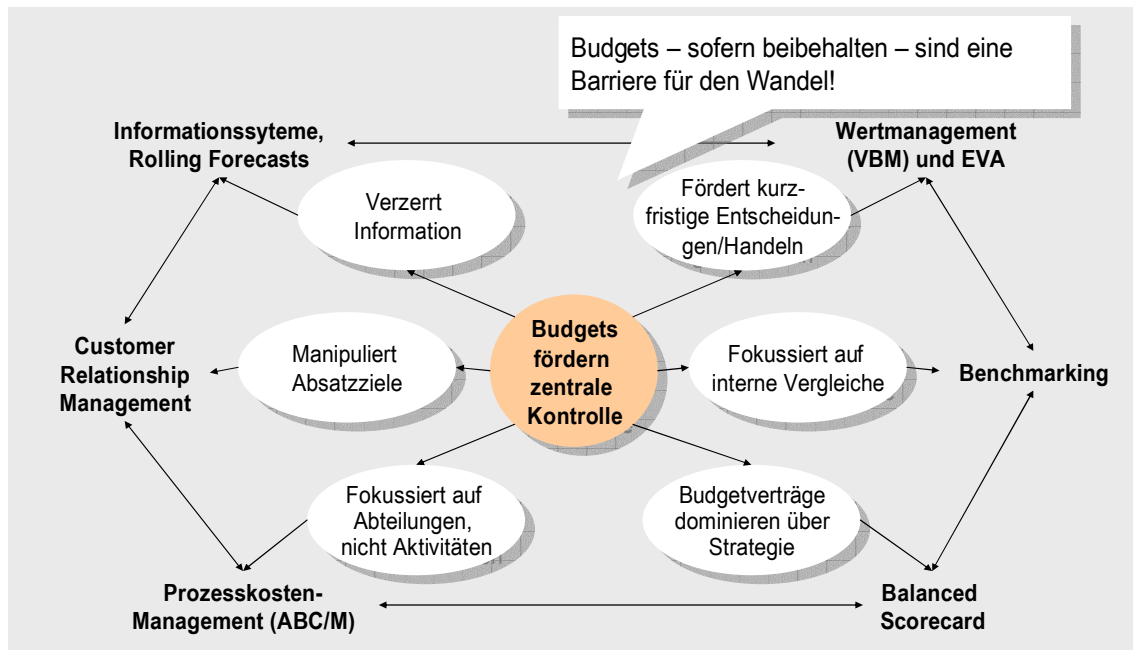 Budgets – sofern beibehalten – sind eine
Barriere für den Wandel!
Informationssyteme,
Rolling Forecasts
Wertmanagement
(VBM) und EVA
Verzerrt
Information
Fördert kurz-
fristige Entscheidun-
gen/Handeln
Customer
Relationship
Management
Manipuliert
Absatzziele
Budgets
fördern
zentrale
Kontrolle
Fokussiert auf
interne Vergleiche
Benchmarking
Fokussiert auf
Abteilungen,
nicht Aktivitäten
Budgetverträge
dominieren über
Strategie
Prozesskosten-
Management (ABC/M)
Balanced
Scorecard